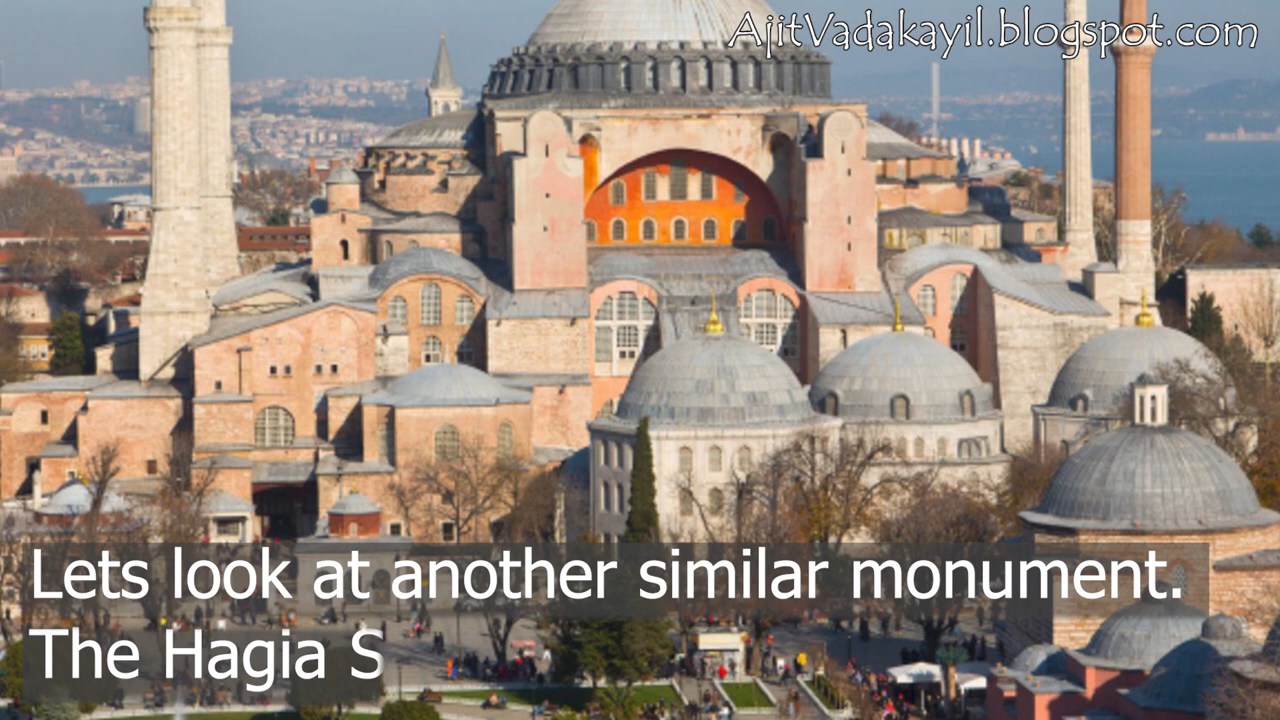 AjitVadakayil.blogspot.com
Lets look at another similar monument.
The Hagia S